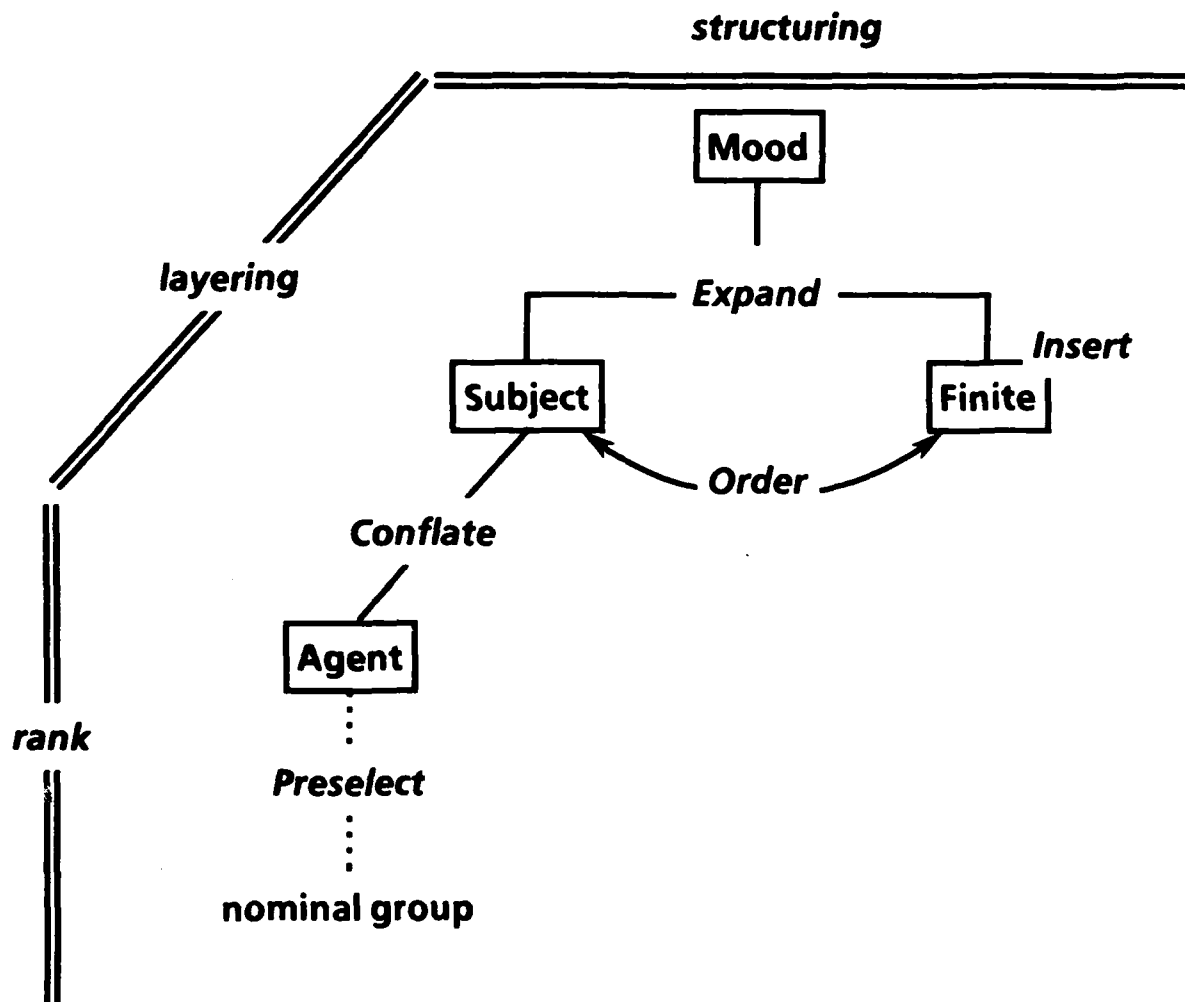 structuring
Mood
layering
Expand
Insert
Subject
Finite
Order
Conflate
Agent
rank
Preselect
nominal group